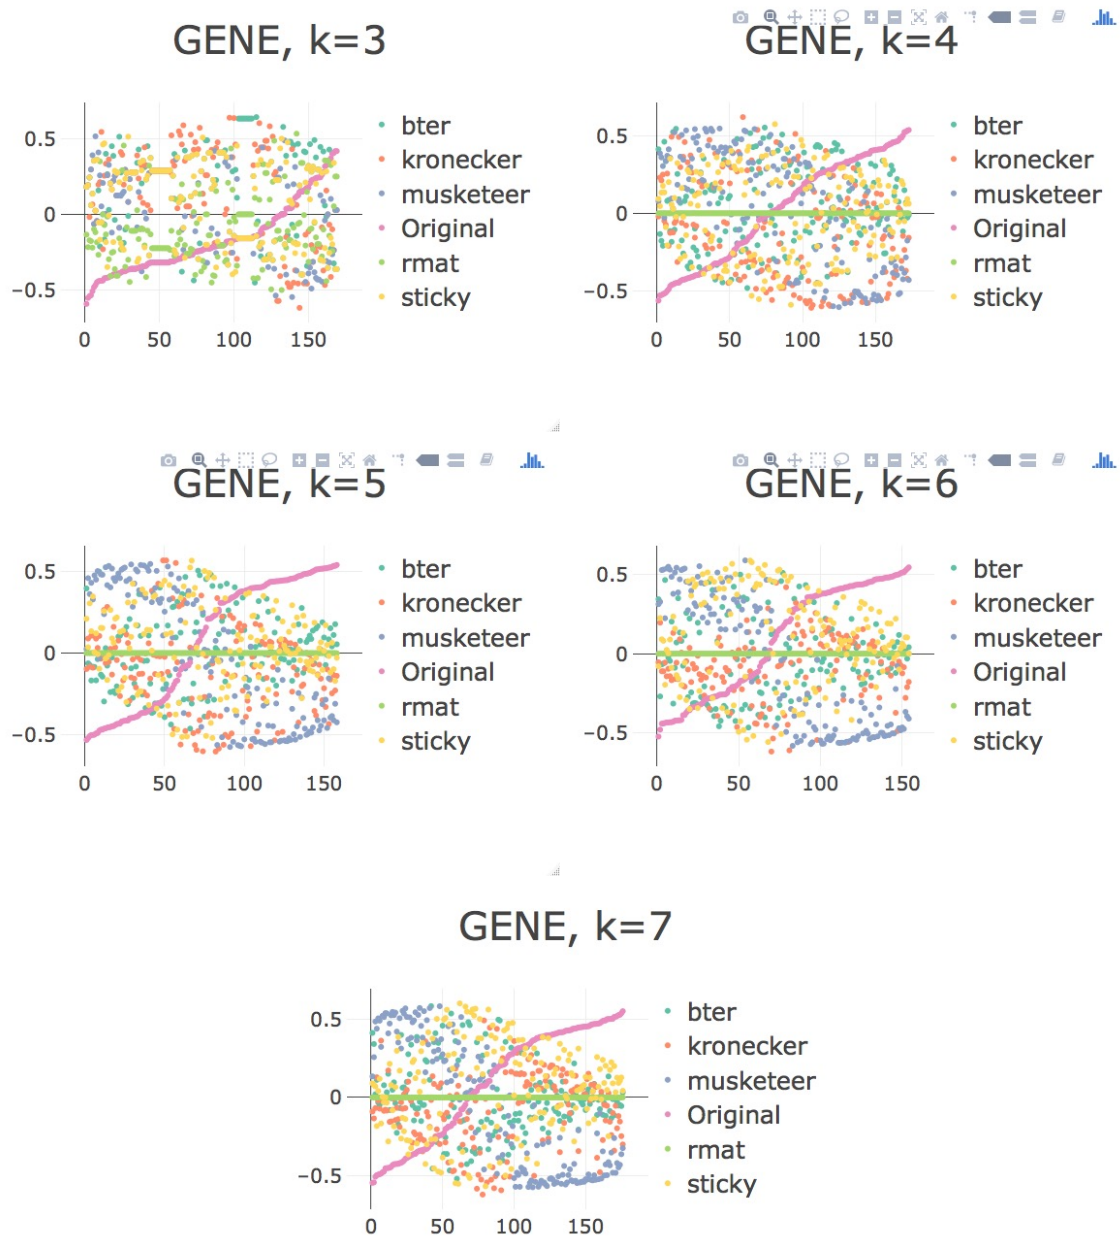 GENE, k=3
0.5
0
−0.5
0 50 100 150
bter
kronecker
musketeer
Original
rmat
sticky
GENE, k=4
0.5
0
−0.5
0 50 100 150
bter
kronecker
musketeer
Original
rmat
sticky
GENE, k=5
0.5
0
−0.5
0 50 100 150
bter
kronecker
musketeer
Original
rmat
sticky
GENE, k=6
0.5
0
−0.5
0 50 100 150
bter
kronecker
musketeer
Original
rmat
sticky
GENE, k=7
0.5
0
−0.5
0 50 100 150
bter
kronecker
musketeer
Original
rmat
sticky